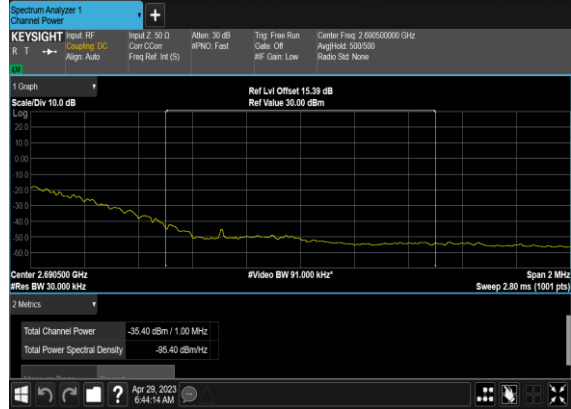 Spectrum Analyzer 1
Channel Power
+
KEYSIGHT
R T
LV
Input: RF
Coupling: DC
Align: Auto
Input Z: 50 Ω
Corr CCorr
Freq Ref: Int (S)
Atten: 30 dB
#PNO: Fast
Trig: Free Run
Gate: Off
#IF Gain: Low
Center Freq: 2.690500000 GHz
Avg|Hold: 500/500
Radio Std: None
1 Graph
Scale/Div 10.0 dB
Ref Lvl Offset 15.39 dB
Ref Value 30.00 dBm
Log
20.0
10.0
0.00
-10.0
-20.0
-30.0
-40.0
-50.0
-60.0
Center 2.690500 GHz
#Res BW 30.000 kHz
#Video BW 91.000 kHz*
Span 2 MHz
Sweep 2.80 ms (1001 pts)
2 Metrics
Total Channel Power -35.40 dBm / 1.00 MHz
Total Power Spectral Density -95.40 dBm/Hz
?
Apr 29, 2023
6:44:14 AM